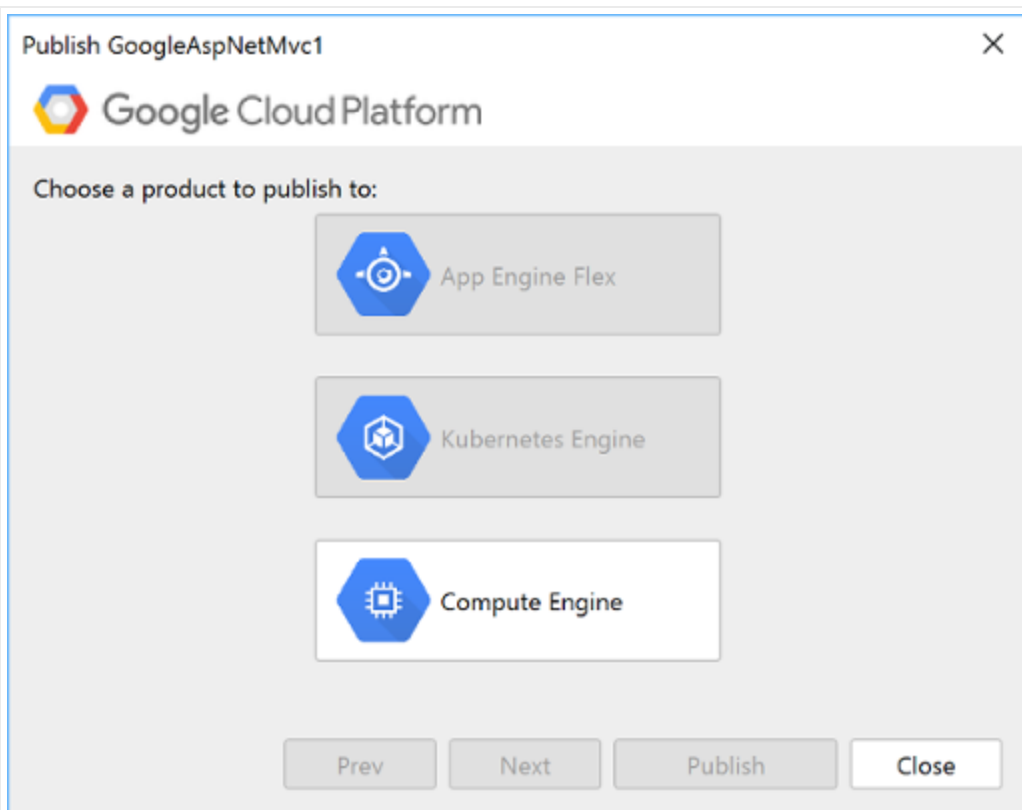 Publish GoogleAspNetMvc1
Google Cloud Platform
Choose a product to publish to:
App Engine Flex
Kubernetes Engine
Compute Engine
Prev Next Publish Close